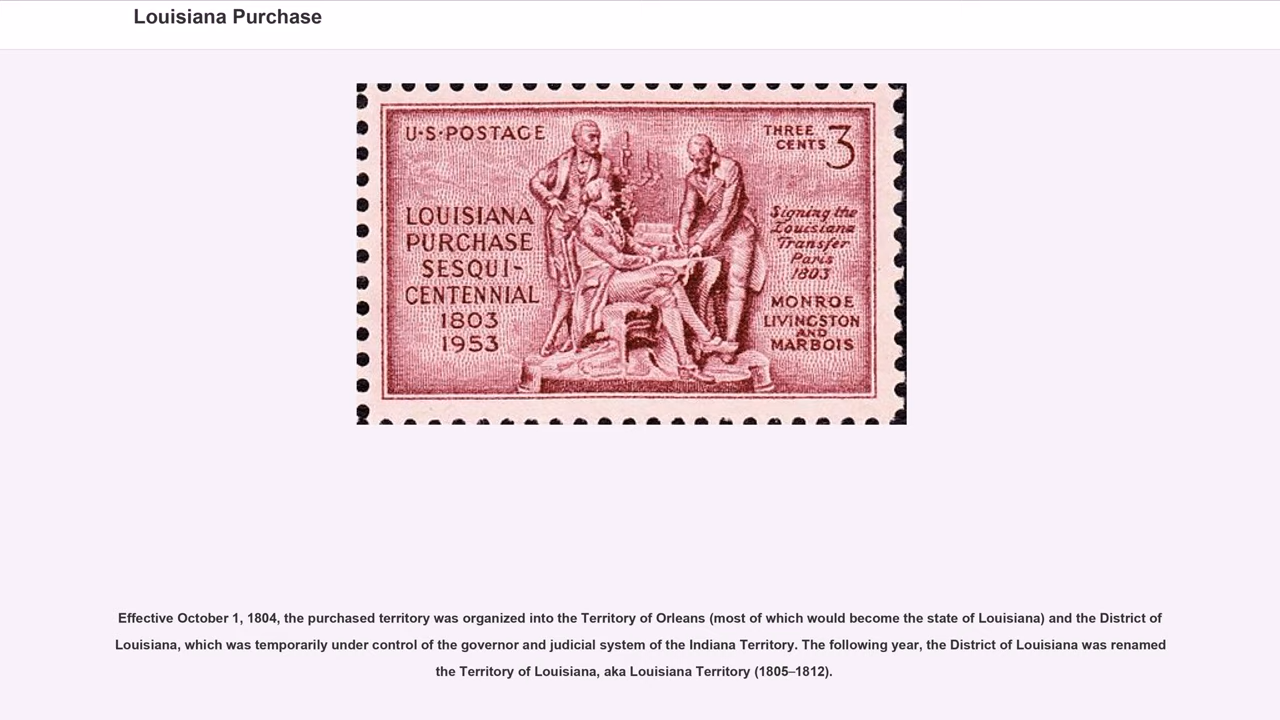 Louisiana Purchase
U·S·POSTAGE
THREE
CENTS 3
LOUISIANA
PURCHASE
SESQUI-
CENTENNIAL
1803
1953
Signing the
Louisiana
Transfer
Paris
1803
MONROE
LIVINGSTON
AND
MARBOIS
Effective October 1, 1804, the purchased territory was organized into the Territory of Orleans (most of which would become the state of Louisiana) and the District of
Louisiana, which was temporarily under control of the governor and judicial system of the Indiana Territory. The following year, the District of Louisiana was renamed
the Territory of Louisiana, aka Louisiana Territory (1805–1812).